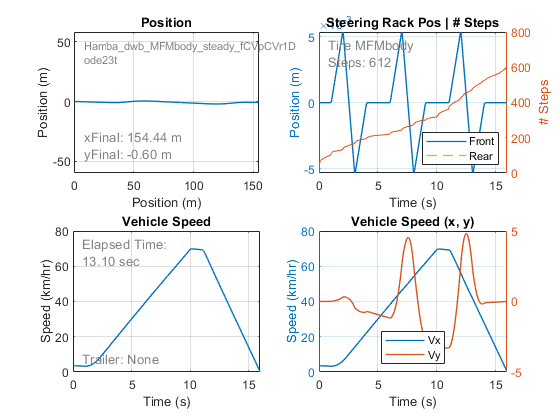 Position
Hamba_dwb_MFMbody_steady_fCVpCVr1D
ode23t
xFinal: 154.44 m
yFinal: -0.60 m
50
0
-50
0
50
100
150
Position (m)
Position (m)
Steering Rack Pos | # Steps
Tire MFMbody
Steps: 612
Front
Rear
5
0
-5
800
600
400
200
0
0
5
10
15
Position (m)
# Steps
Time (s)
Vehicle Speed
Elapsed Time:
13.10 sec
Trailer: None
80
60
40
20
0
0
5
10
15
Speed (km/hr)
Time (s)
Vehicle Speed (x, y)
Vx
Vy
80
60
40
20
0
5
0
-5
0
5
10
15
Speed (km/hr)
Time (s)